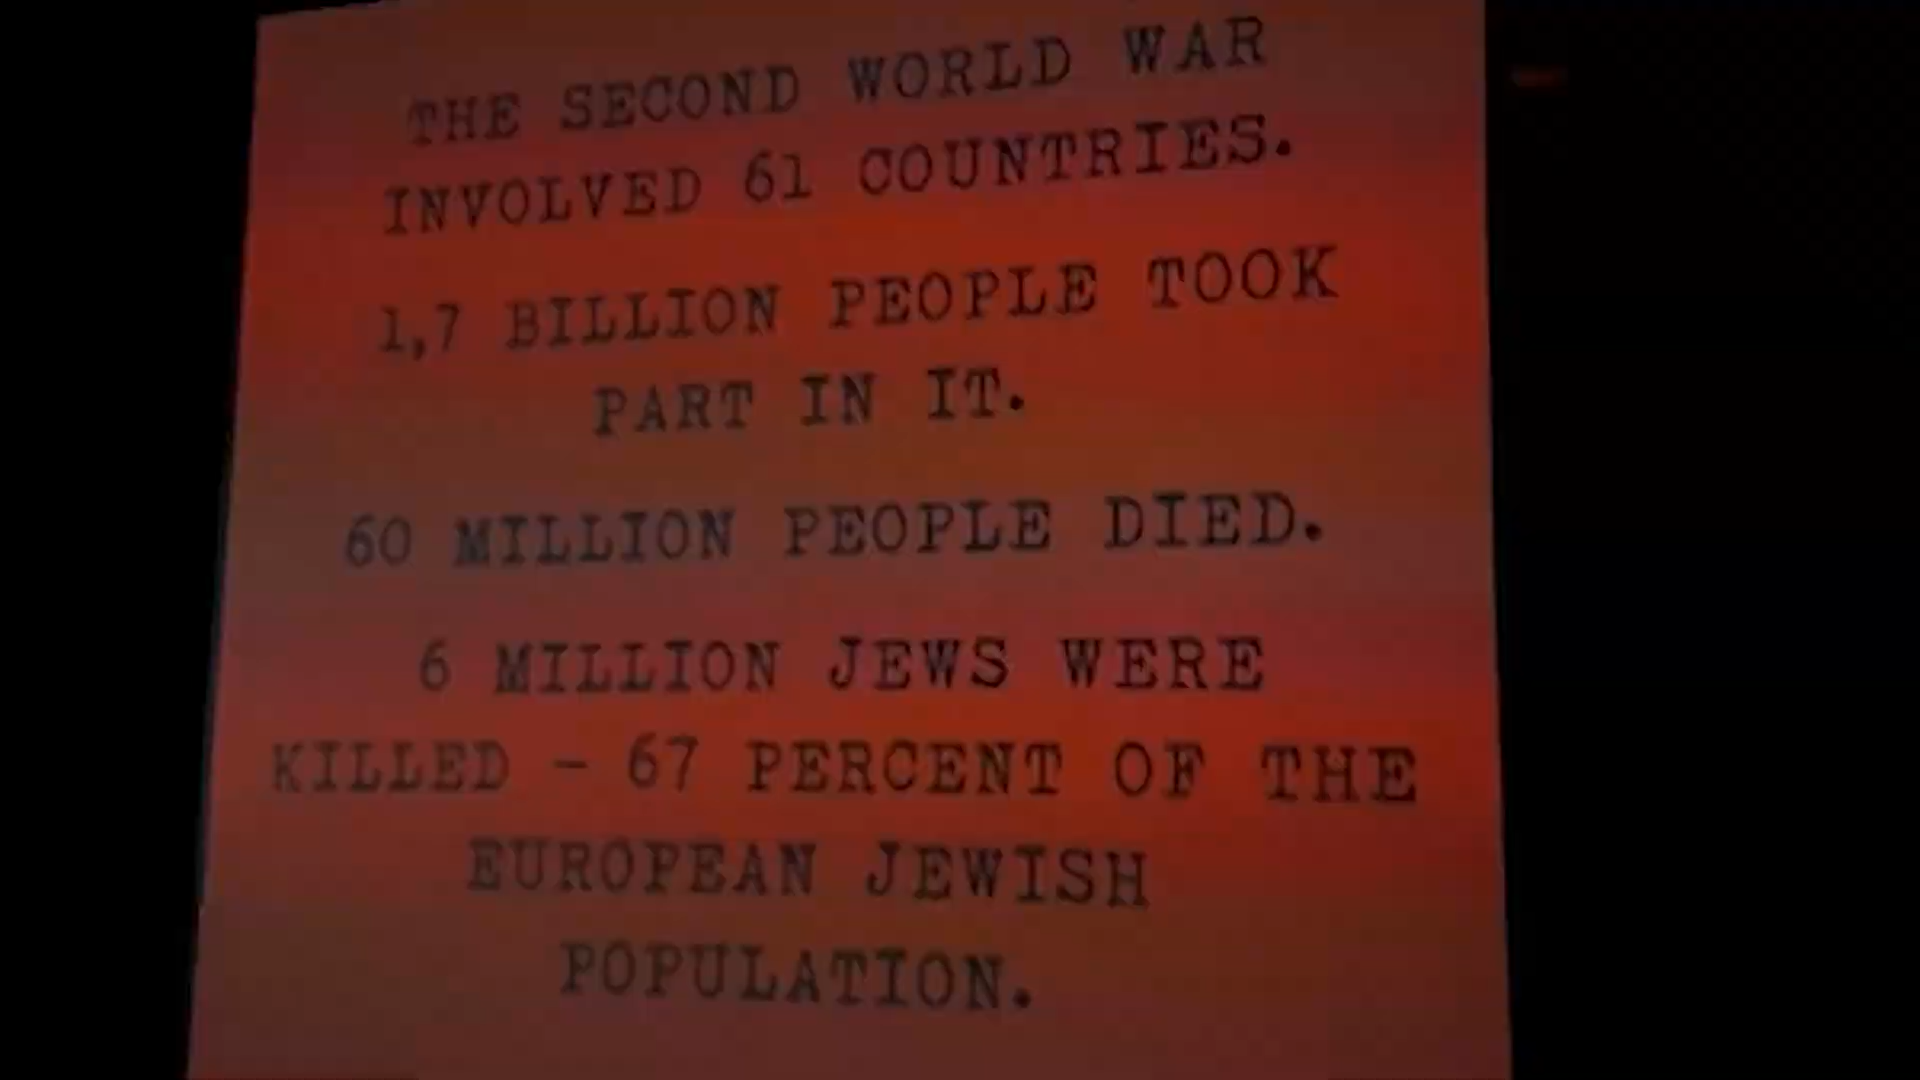 THE SECOND WORLD WAR
INVOLVED 61 COUNTRIES.
1,7 BILLION PEOPLE TOOK
PART IN IT.
60 MILLION PEOPLE DIED.
6 MILLION JEWS WERE
KILLED - 67 PERCENT OF THE
EUROPEAN JEWISH
POPULATION.